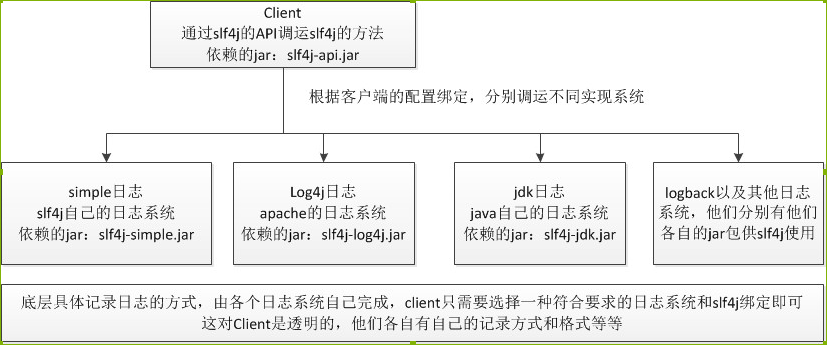 Client
通过slf4j的API调运slf4j的方法
依赖的jar：slf4j-api.jar
根据客户端的配置绑定，分别调运不同实现系统
simple日志
slf4j自己的日志系统
依赖的jar：slf4j-simple.jar
Log4j日志
apache的日志系统
依赖的jar：slf4j-log4j.jar
jdk日志
java自己的日志系统
依赖的jar：slf4j-jdk.jar
logback以及其他日志
系统，他们分别有他们
各自的jar包供slf4j使用
底层具体记录日志的方式，由各个日志系统自己完成，client只需要选择一种符合要求的日志系统和slf4j绑定即可
这对Client是透明的，他们各自有自己的记录方式和格式等等